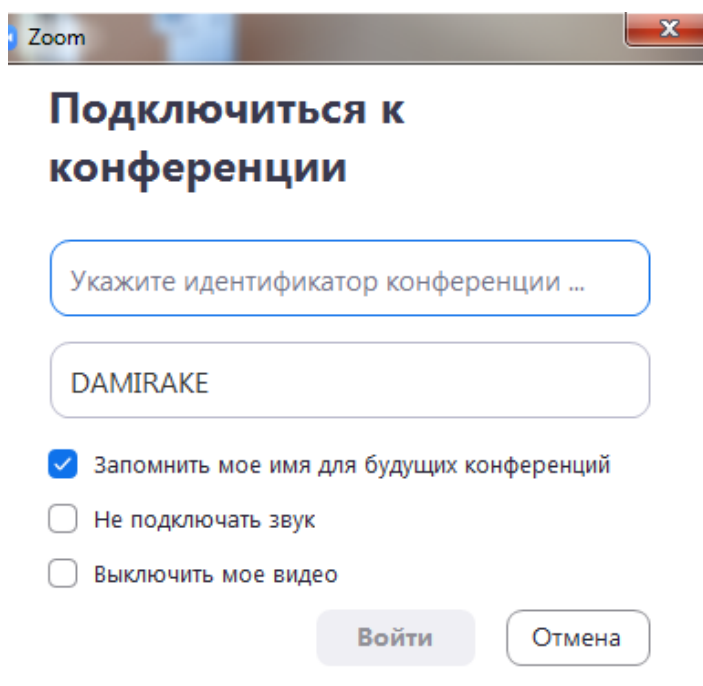 Zoom
Подключиться к
конференции
Укажите идентификатор конференции ...
DAMIRAKE
Запомнить мое имя для будущих конференций
Не подключать звук
Выключить мое видео
Войти Отмена